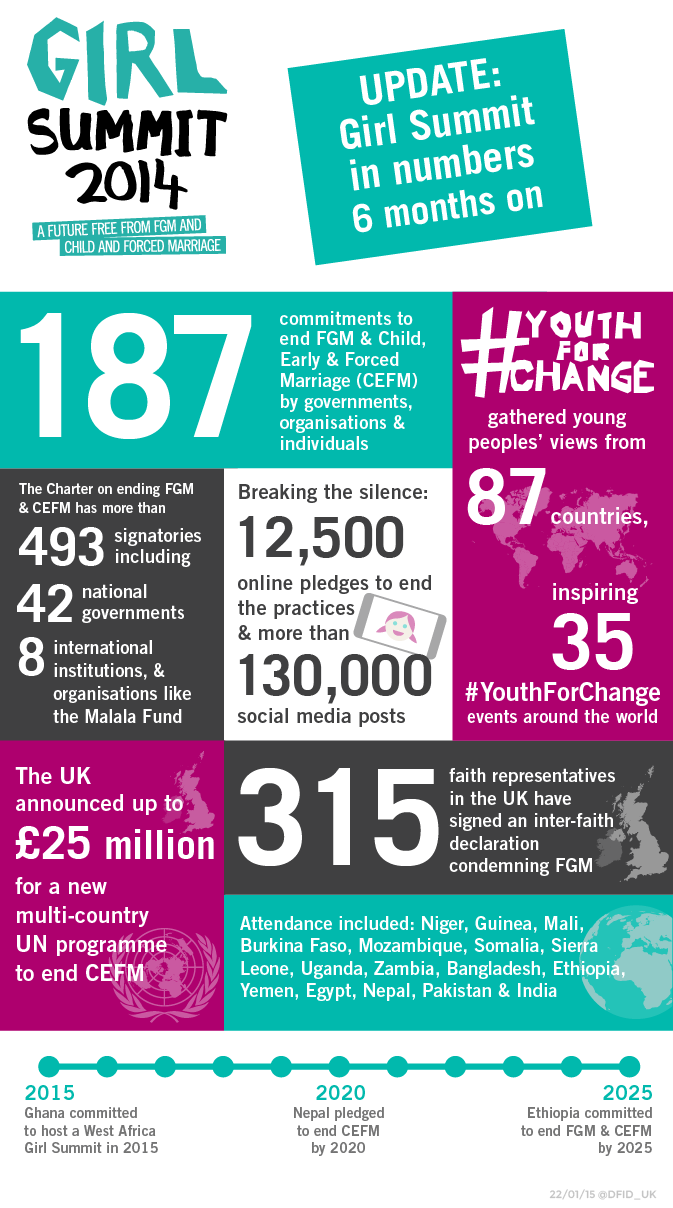 GIRL
SUMMIT
2014
A FUTURE FREE FROM FGM AND
CHILD AND FORCED MARRIAGE
UPDATE:
Girl Summit
in numbers
6 months on
187
commitments to
end FGM & Child,
Early & Forced
Marriage (CEFM)
by governments,
organisations &
individuals
#YOUTH
FOR
CHANGE
gathered young
peoples' views from
87
countries,
inspiring
35
#YouthForChange
events around the world
The Charter on ending FGM
& CEFM has more than
493 signatories
including
42 national
governments
8 international
institutions, &
organisations like
the Malala Fund
Breaking the silence:
12,500
online pledges to end
the practices
& more than
130,000
social media posts
The UK
announced up to
£25 million
for a new
multi-country
UN programme
to end CEFM
315
faith representatives
in the UK have
signed an inter-faith
declaration
condemning FGM
Attendance included: Niger, Guinea, Mali,
Burkina Faso, Mozambique, Somalia, Sierra
Leone, Uganda, Zambia, Bangladesh, Ethiopia,
Yemen, Egypt, Nepal, Pakistan & India
2015
Ghana committed
to host a West Africa
Girl Summit in 2015
2020
Nepal pledged
to end CEFM
by 2020
2025
Ethiopia committed
to end FGM & CEFM
by 2025
22/01/15 @DFID_UK